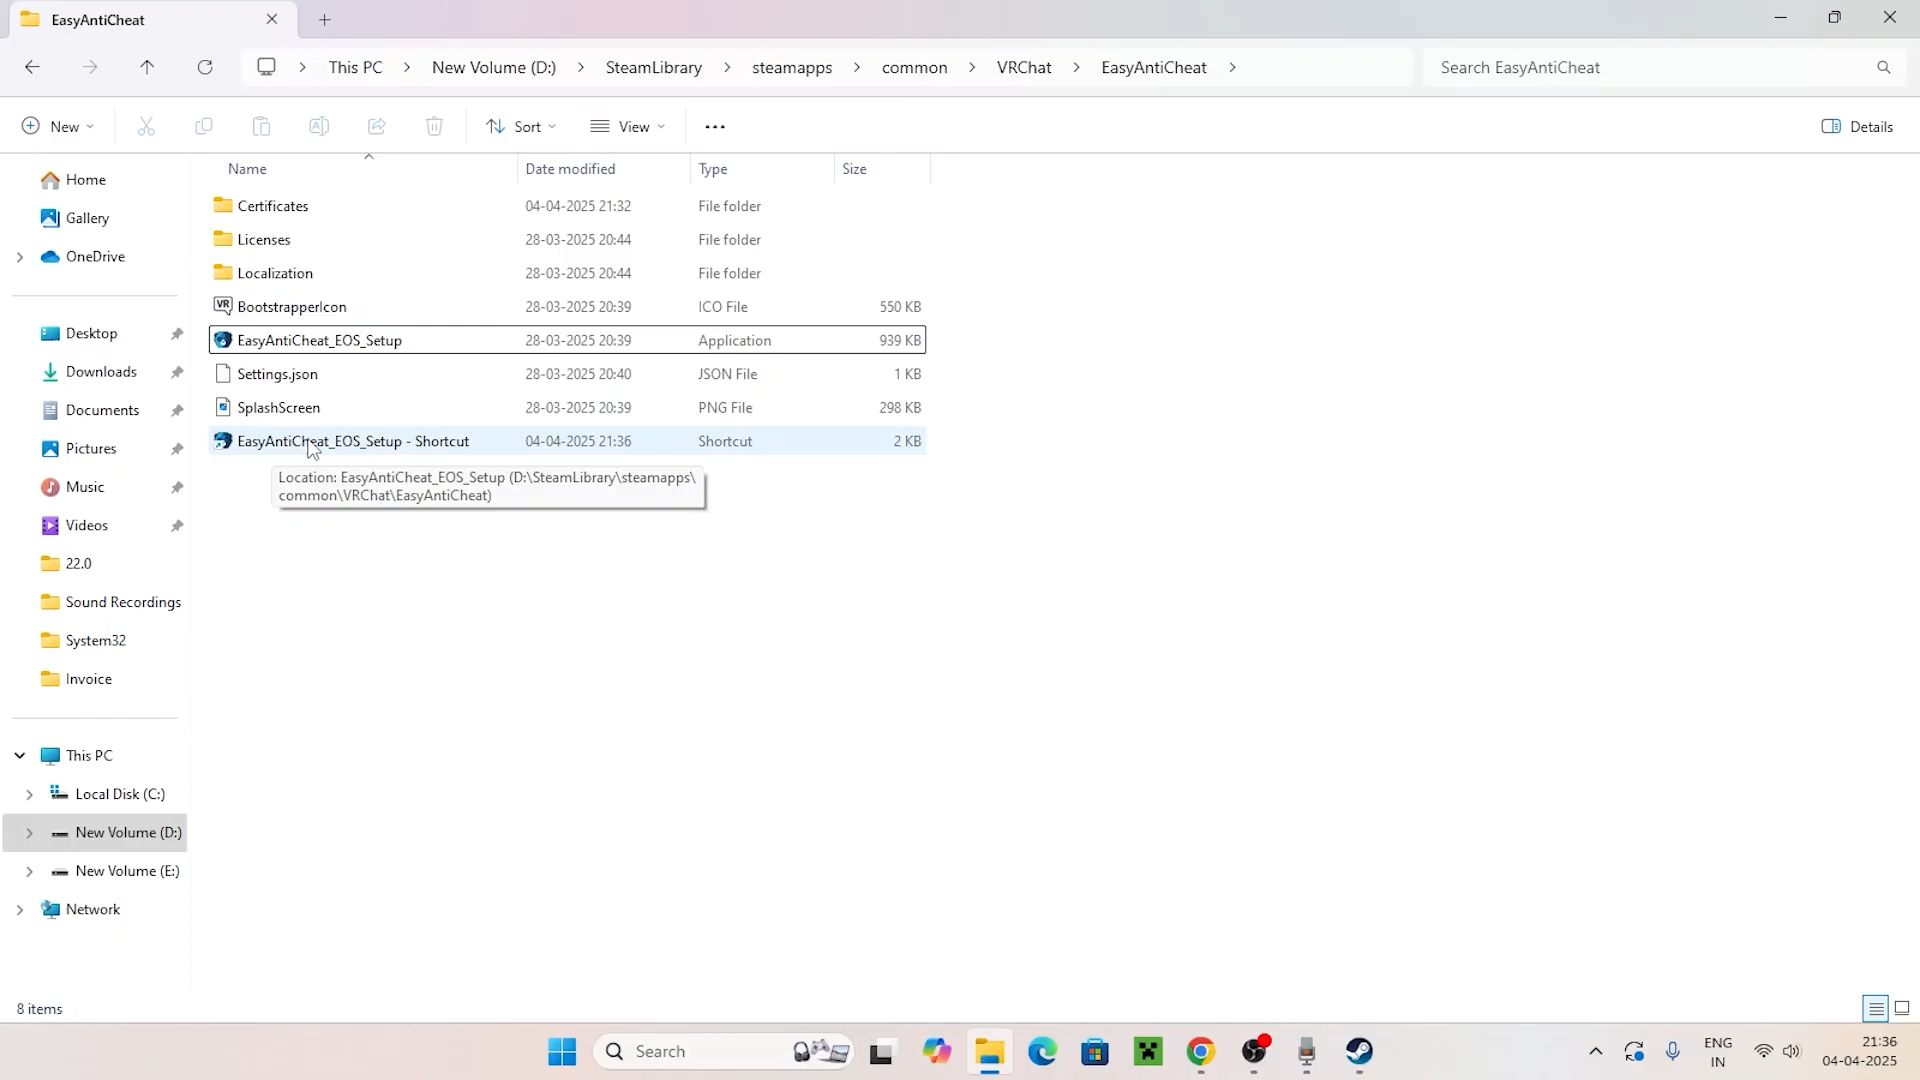 EasyAntiCheat
This PC > New Volume (D:) > SteamLibrary > steamapps > common > VRChat > EasyAntiCheat >
Search EasyAntiCheat
New
Sort
View
Details
Name Date modified Type Size
Certificates 04-04-2025 21:32 File folder
Licenses 28-03-2025 20:44 File folder
Localization 28-03-2025 20:44 File folder
VR BootstrapperIcon 28-03-2025 20:39 ICO File 550 KB
EasyAntiCheat_EOS_Setup 28-03-2025 20:39 Application 939 KB
Settings.json 28-03-2025 20:40 JSON File 1 KB
SplashScreen 28-03-2025 20:39 PNG File 298 KB
EasyAntiCheat_EOS_Setup - Shortcut 04-04-2025 21:36 Shortcut 2 KB
Location: EasyAntiCheat_EOS_Setup (D:\SteamLibrary\steamapps\
common\VRChat\EasyAntiCheat)
Home
Gallery
OneDrive
Desktop
Downloads
Documents
Pictures
Music
Videos
22.0
Sound Recordings
System32
Invoice
This PC
Local Disk (C:)
New Volume (D:)
New Volume (E:)
Network
8 items
Search
ENG
IN
21:36
04-04-2025